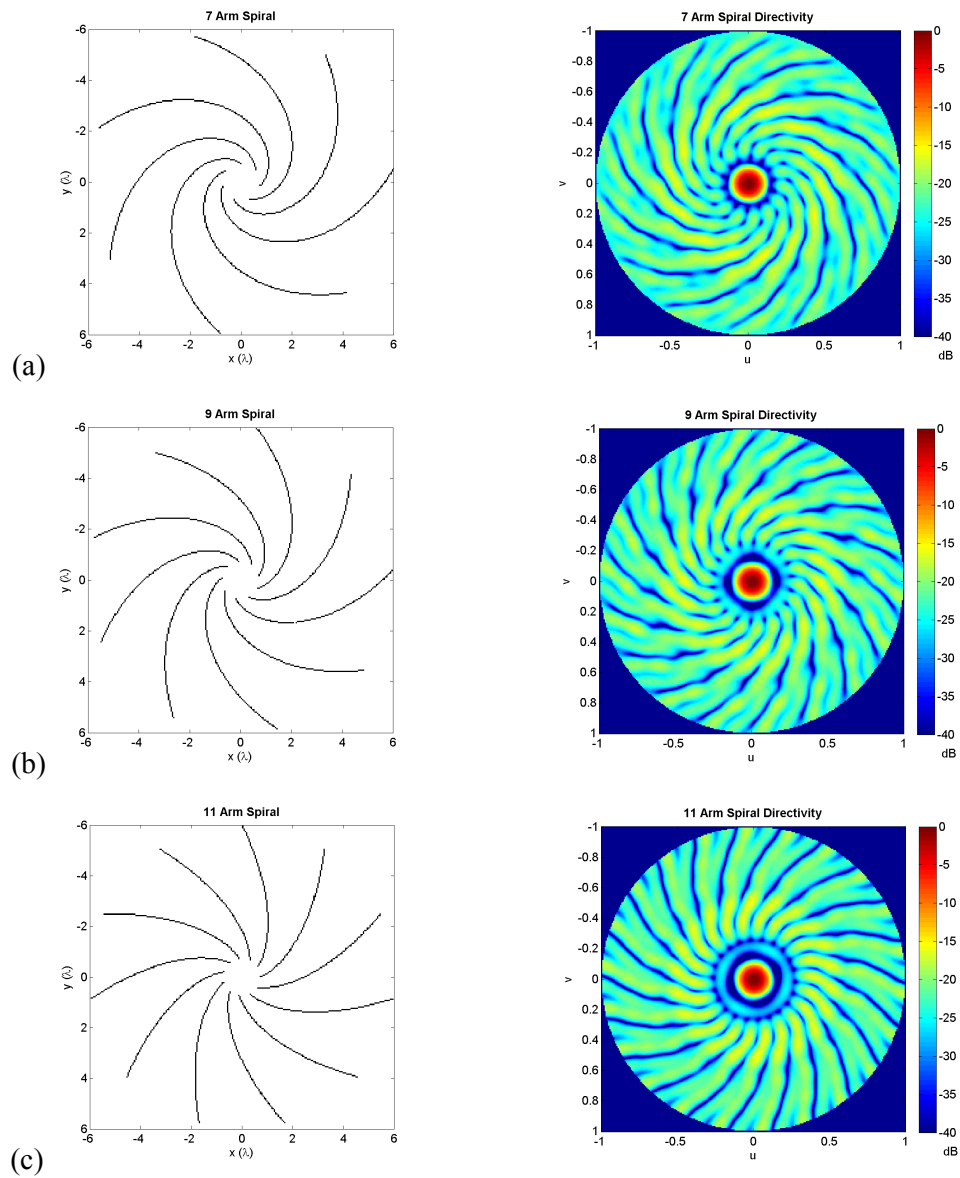 7 Arm Spiral
-6
-4
-2
0
2
4
6
y (λ)
-6 -4 -2 0 2 4 6
x (λ)
7 Arm Spiral Directivity
-1
-0.8
-0.6
-0.4
-0.2
0
0.2
0.4
0.6
0.8
1
v
-1 -0.5 0 0.5 1
u
0
-5
-10
-15
-20
-25
-30
-35
-40
dB
(a)
9 Arm Spiral
-6
-4
-2
0
2
4
6
y (λ)
-6 -4 -2 0 2 4 6
x (λ)
9 Arm Spiral Directivity
-1
-0.8
-0.6
-0.4
-0.2
0
0.2
0.4
0.6
0.8
1
v
-1 -0.5 0 0.5 1
u
0
-5
-10
-15
-20
-25
-30
-35
-40
dB
(b)
11 Arm Spiral
-6
-4
-2
0
2
4
6
y (λ)
-6 -4 -2 0 2 4 6
x (λ)
11 Arm Spiral Directivity
-1
-0.8
-0.6
-0.4
-0.2
0
0.2
0.4
0.6
0.8
1
v
-1 -0.5 0 0.5 1
u
0
-5
-10
-15
-20
-25
-30
-35
-40
dB
(c)